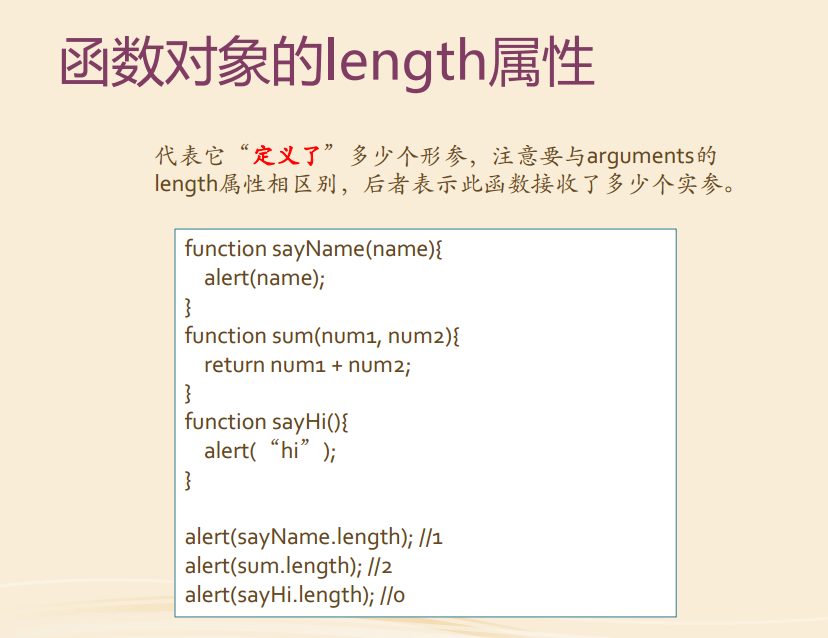 函数对象的length属性
代表它“定义了”多少个形参，注意要与arguments的
length属性相区别，后者表示此函数接收了多少个实参。
function sayName(name){
alert(name);
}
function sum(num1, num2){
return num1 + num2;
}
function sayHi(){
alert(“hi”);
}
alert(sayName.length); //1
alert(sum.length); //2
alert(sayHi.length); //0